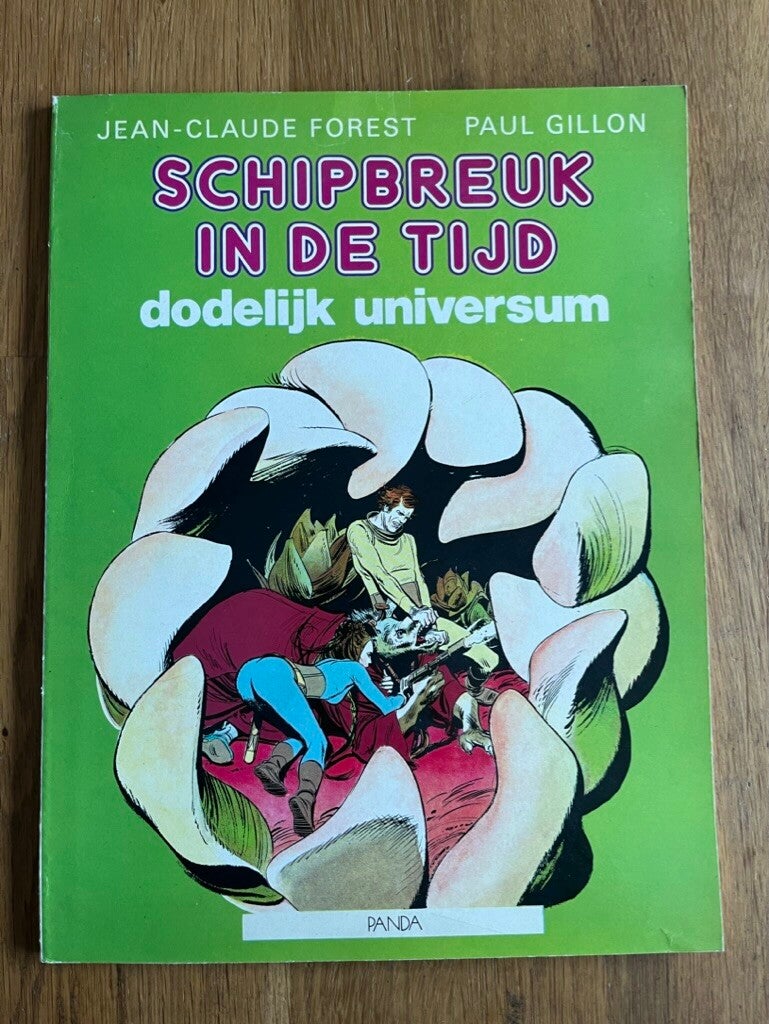 JEAN-CLAUDE FOREST PAUL GILLON
SCHIPBREUK
IN DE TIJD
dodelijk universum
PANDA